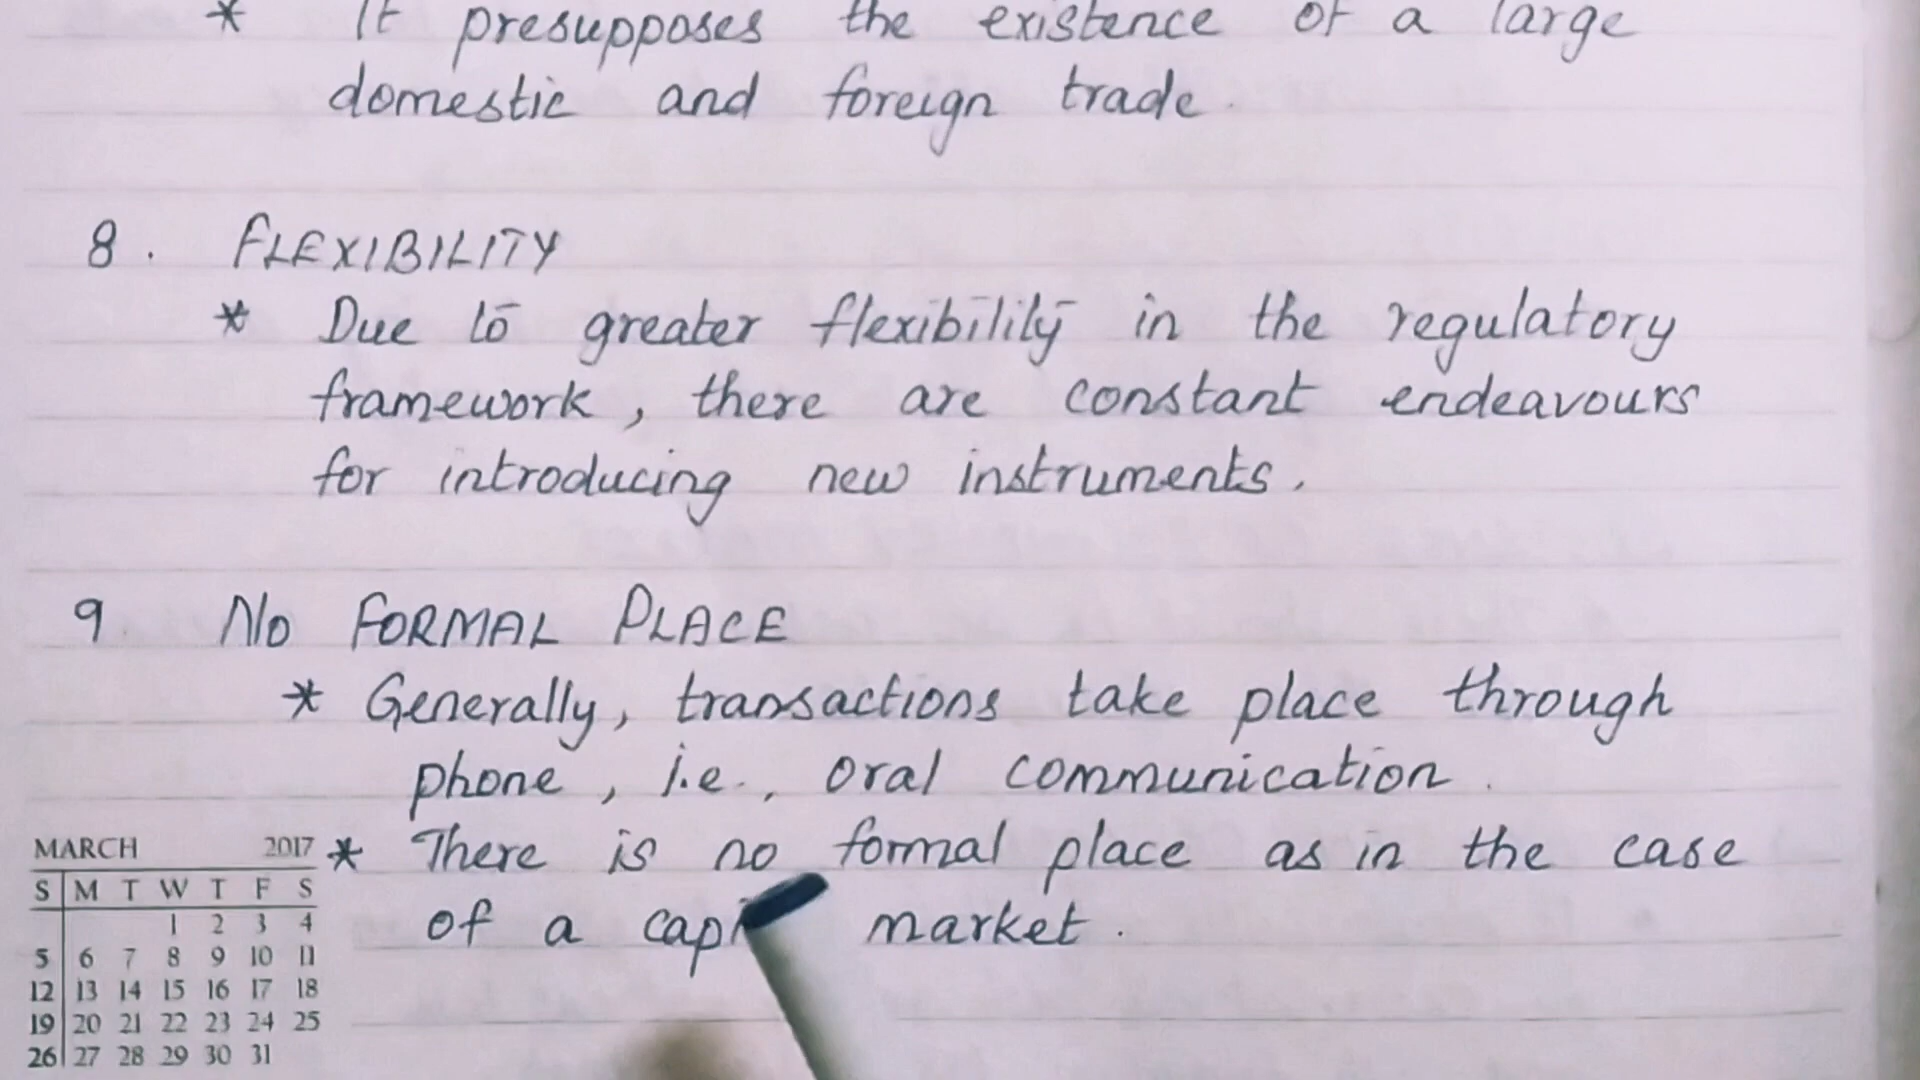 * It presupposes the existence of a large
domestic and foreign trade.
8. FLEXIBILITY
* Due to greater flexibility in the regulatory
framework, there are constant endeavours
for introducing new instruments.
9. NO FORMAL PLACE
* Generally, transactions take place through
phone, i.e., oral communication.
* There is no formal place as in the case
of a market.
MARCH 2017
S M T W T F S
1 2 3 4
5 6 7 8 9 10 11
12 13 14 15 16 17 18
19 20 21 22 23 24 25
26 27 28 29 30 31